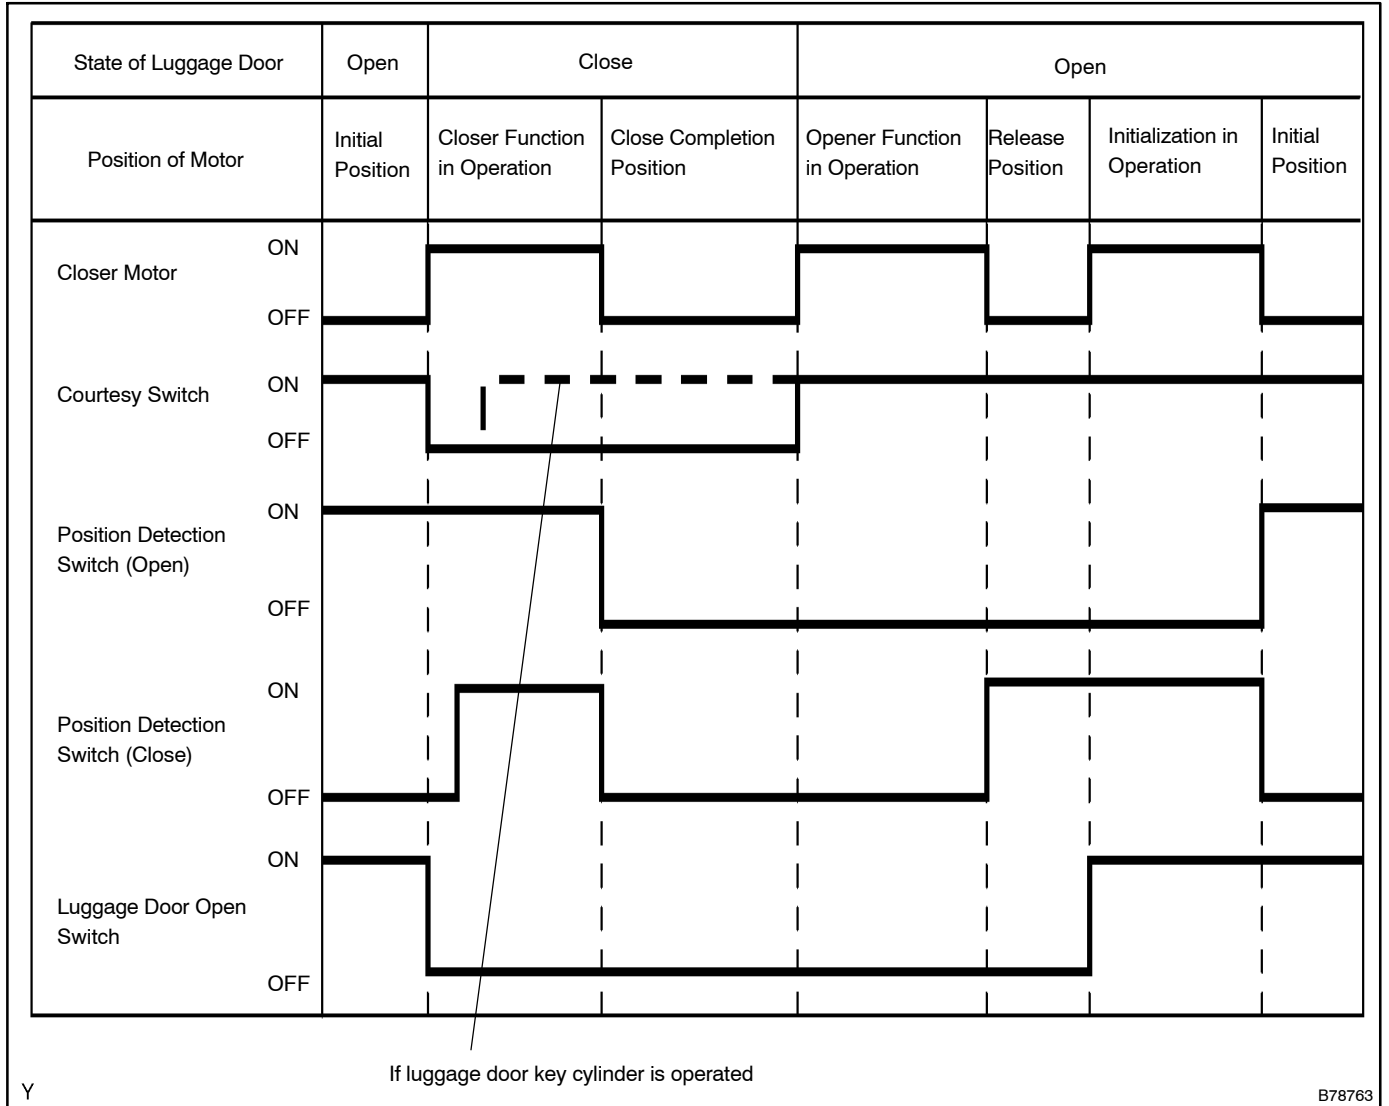 State of Luggage Door
Open
Close
Open
Position of Motor
Initial
Position
Closer Function
in Operation
Close Completion
Position
Opener Function
in Operation
Release
Position
Initialization in
Operation
Initial
Position
Closer Motor
ON
OFF
Courtesy Switch
ON
OFF
Position Detection
Switch (Open)
ON
OFF
Position Detection
Switch (Close)
ON
OFF
Luggage Door Open
Switch
ON
OFF
If luggage door key cylinder is operated
Y
B78763